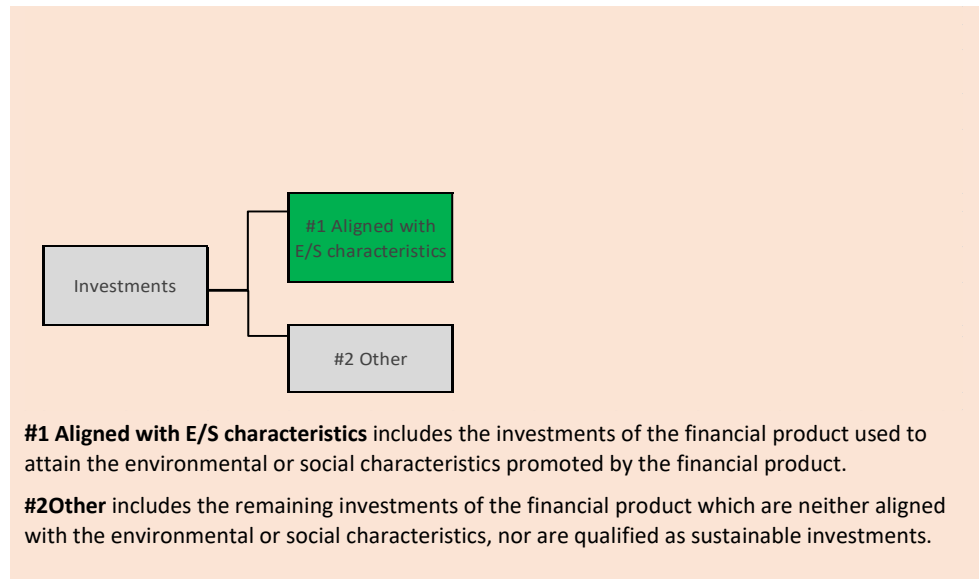 #1 Aligned with
E/S characteristics
Investments
#2 Other
#1 Aligned with E/S characteristics includes the investments of the financial product used to
attain the environmental or social characteristics promoted by the financial product.
#2Other includes the remaining investments of the financial product which are neither aligned
with the environmental or social characteristics, nor are qualified as sustainable investments.